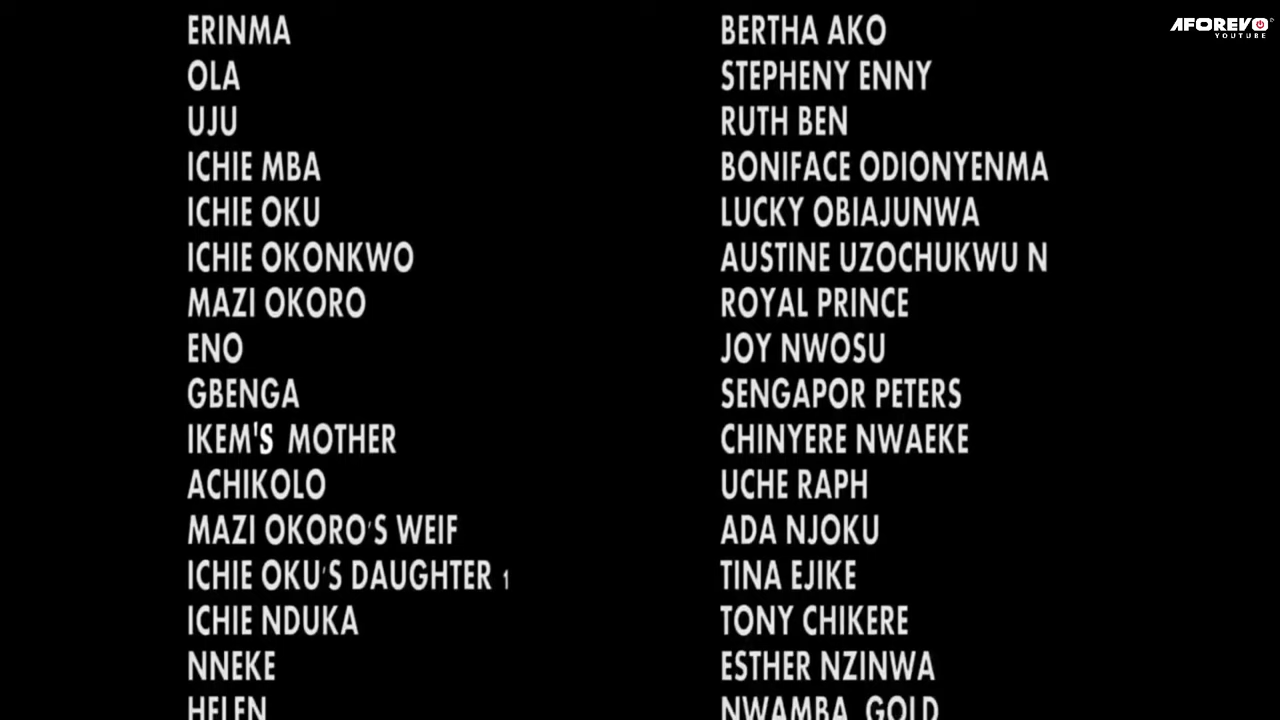 ERINMA BERTHA AKO
OLA STEPHENY ENNY
UJU RUTH BEN
ICHIE MBA BONIFACE ODIONYENMA
ICHIE OKU LUCKY OBIAJUNWA
ICHIE OKONKWO AUSTINE UZOCHUKWU N
MAZI OKORO ROYAL PRINCE
ENO JOY NWOSU
GBENGA SENGAPOR PETERS
IKEM'S MOTHER CHINYERE NWAEKE
ACHIKOLO UCHE RAPH
MAZI OKORO'S WEIF ADA NJOKU
ICHIE OKU'S DAUGHTER 1 TINA EJIKE
ICHIE NDUKA TONY CHIKERE
NNEKE ESTHER NZINWA
HELEN NWAMBA GOLD
AFOREVO
YOUTUBE